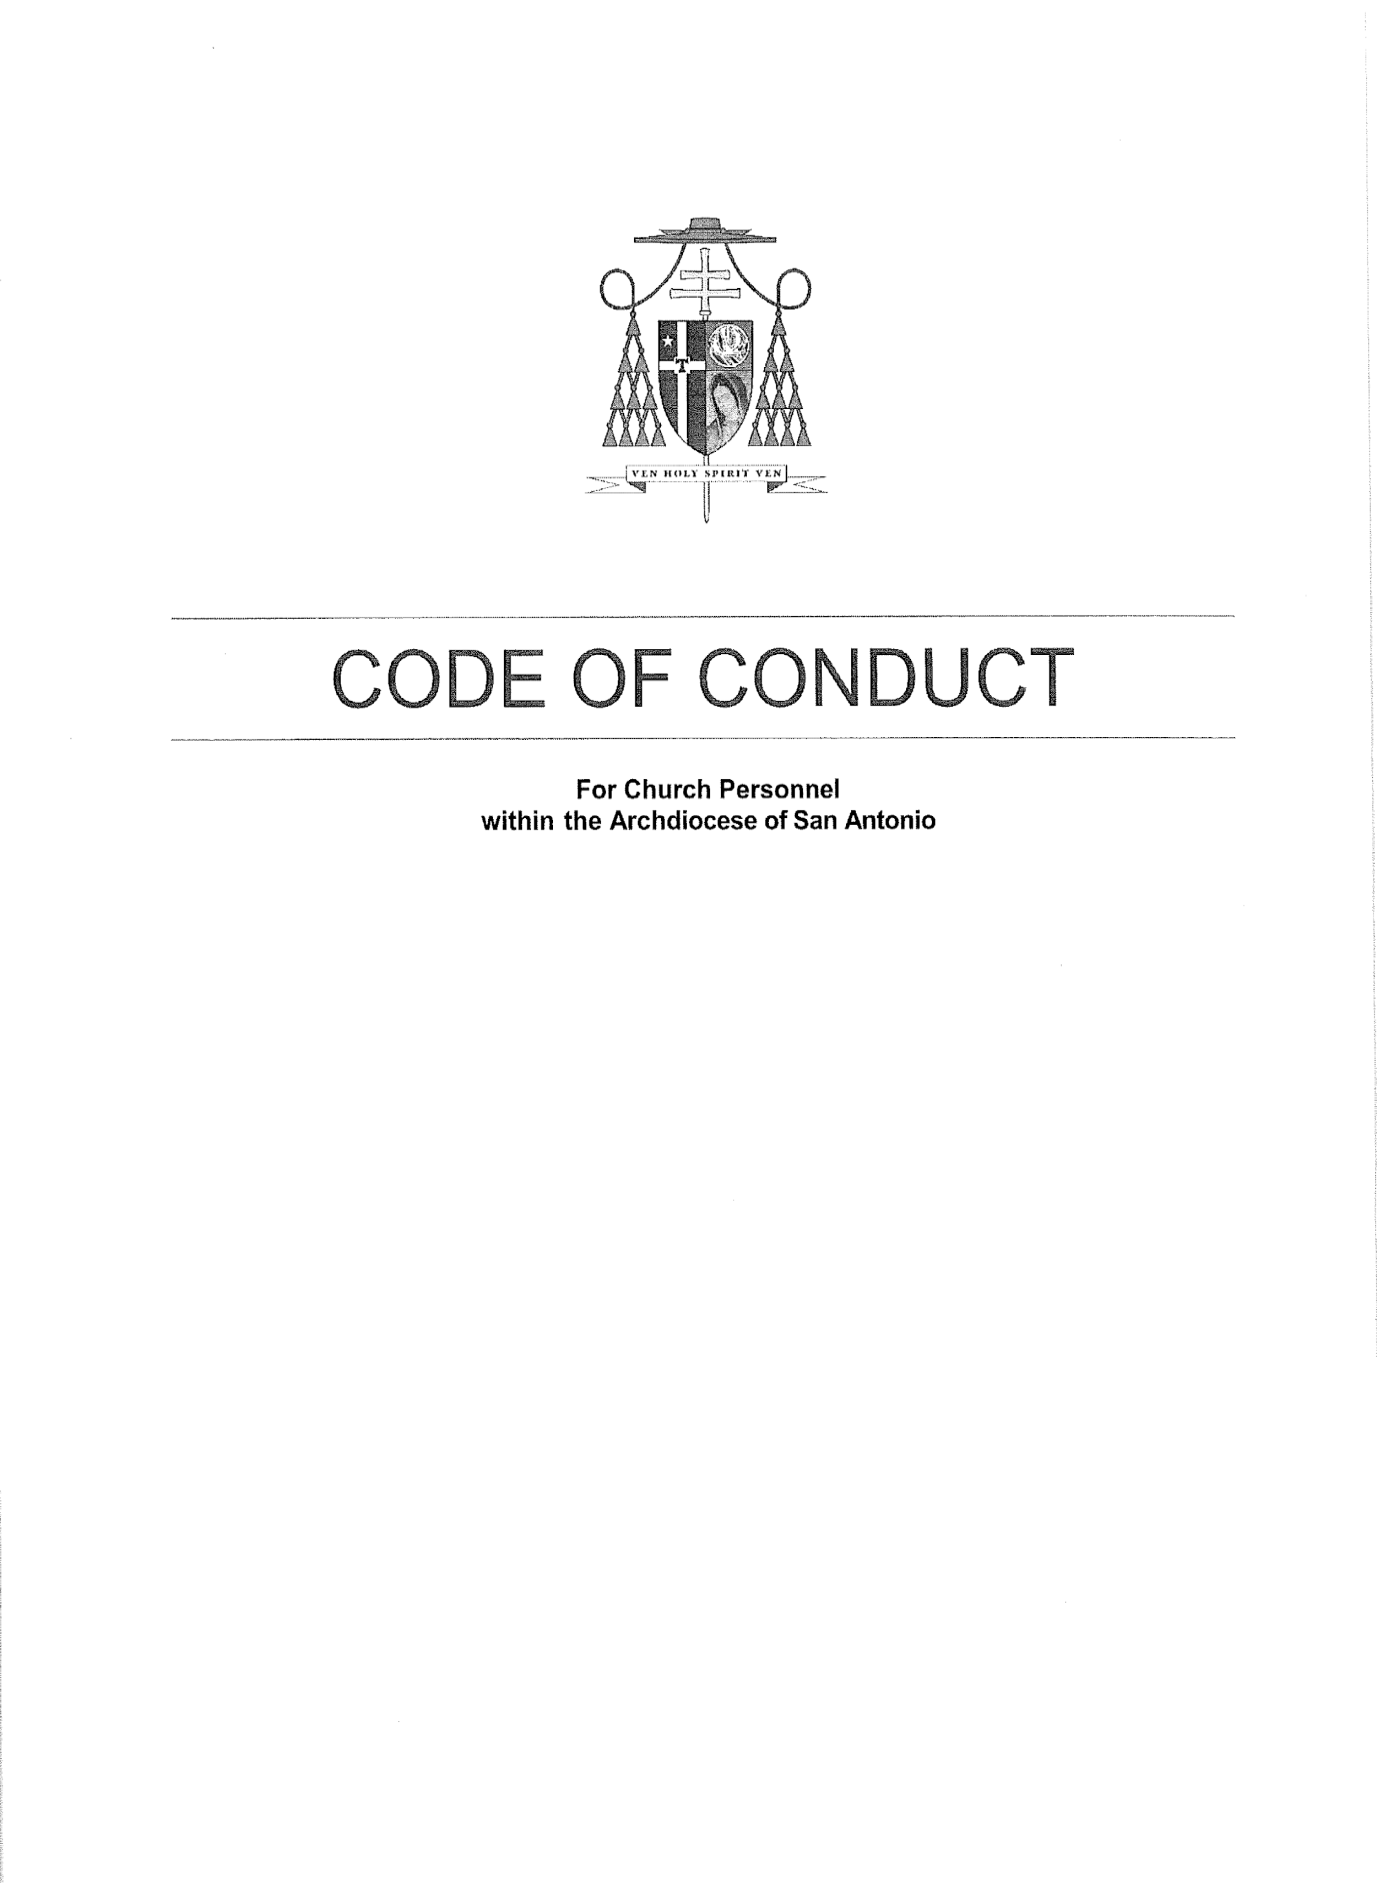 T
VEN HOLY SPIRIT VEN
CODE OF CONDUCT
For Church Personnel
within the Archdiocese of San Antonio